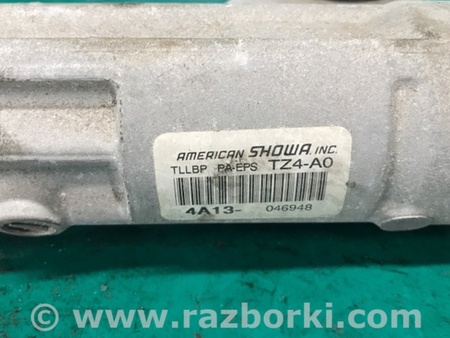 AMERICAN SHOWA, INC.
TLLBP PA-EPS TZ4-A0
4A13- 046948
www.razborki.com